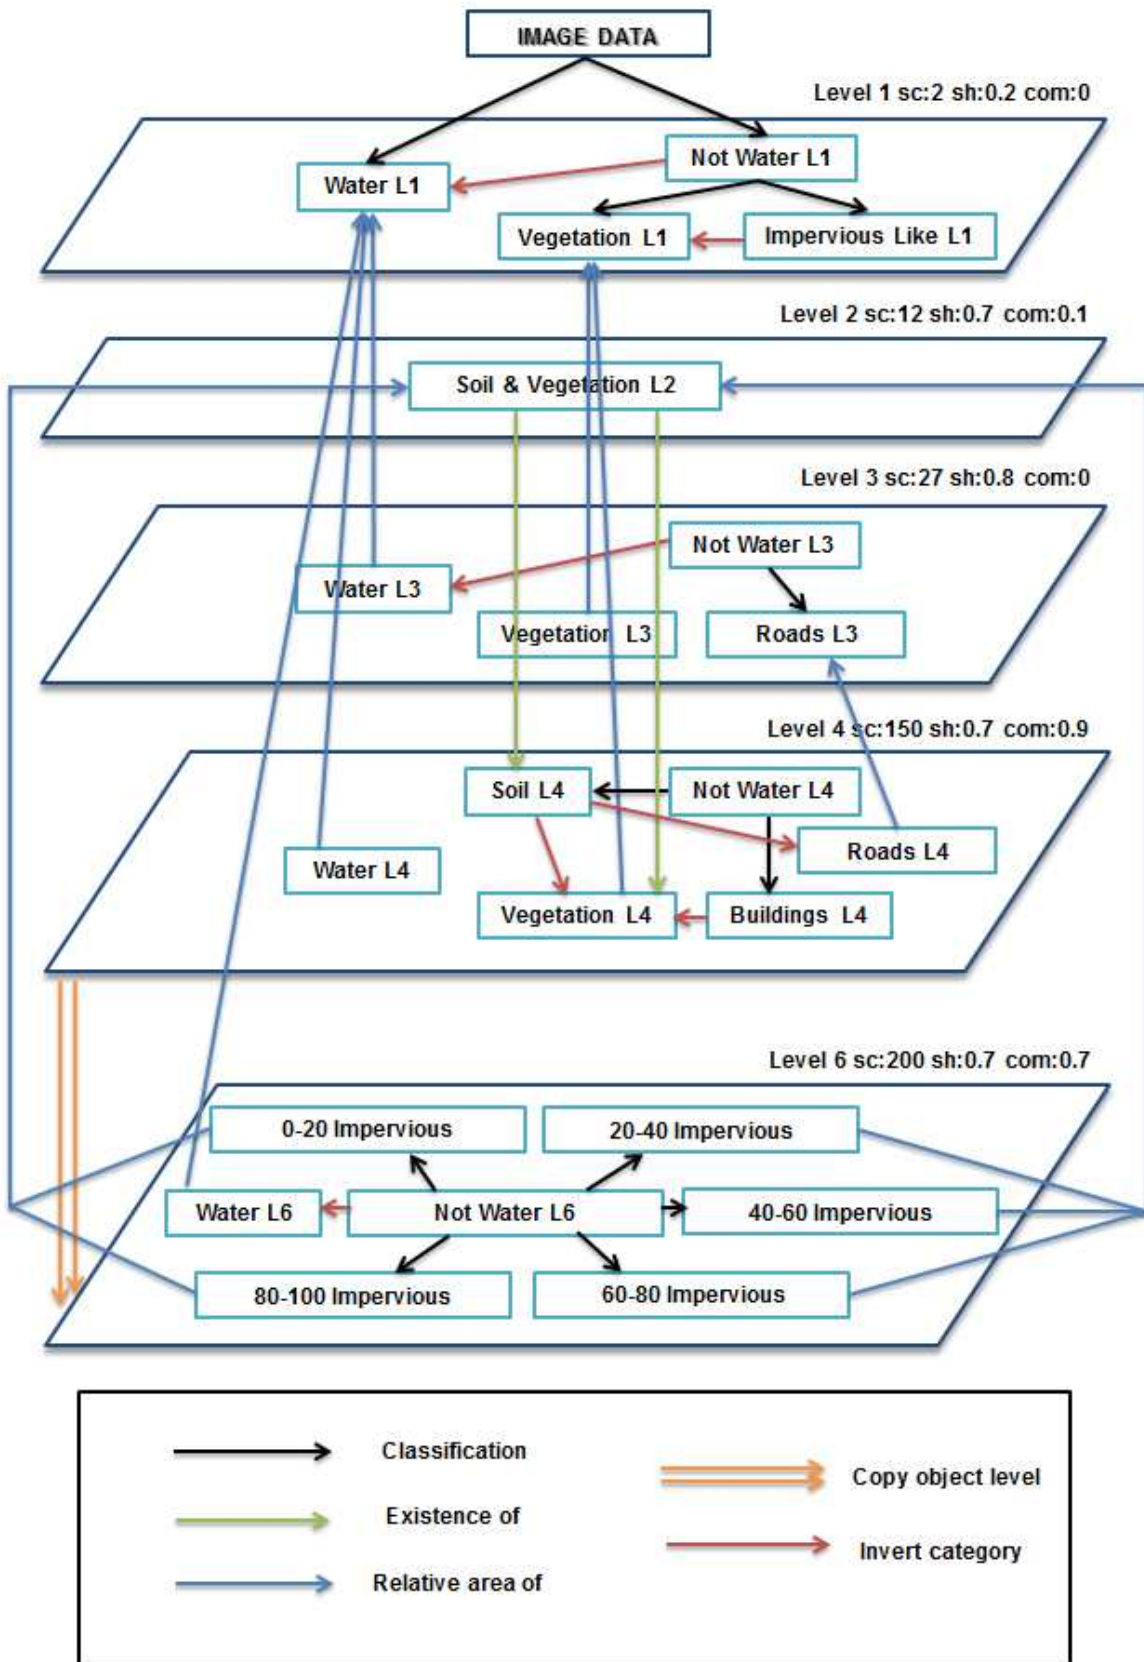 IMAGE DATA
Level 1 sc:2 sh:0.2 com:0
Not Water L1
Water L1
Vegetation L1
Impervious Like L1
Level 2 sc:12 sh:0.7 com:0.1
Soil & Vegetation L2
Level 3 sc:27 sh:0.8 com:0
Not Water L3
Water L3
Vegetation L3
Roads L3
Level 4 sc:150 sh:0.7 com:0.9
Soil L4
Not Water L4
Roads L4
Water L4
Vegetation L4
Buildings L4
Level 6 sc:200 sh:0.7 com:0.7
0-20 Impervious
20-40 Impervious
Water L6
Not Water L6
40-60 Impervious
80-100 Impervious
60-80 Impervious
Classification
Copy object level
Existence of
Invert category
Relative area of